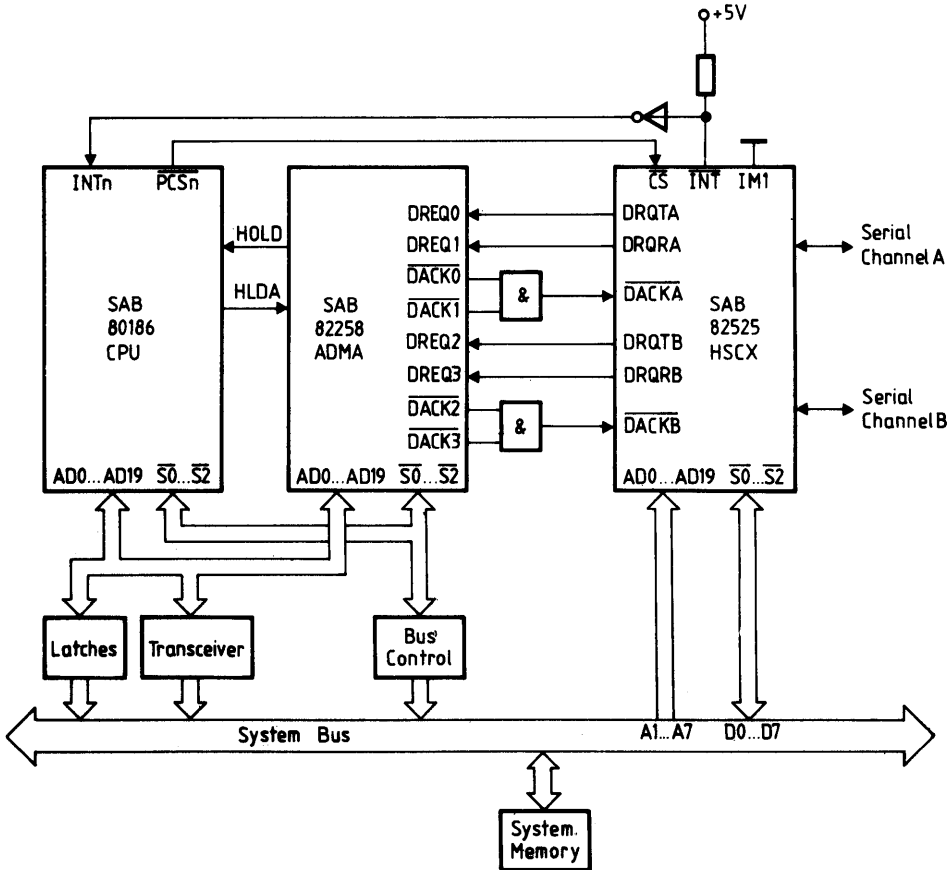 +5V
INTn
PCSn
CS
INT
IM1
DREQ0
DRQTA
HOLD
DREQ1
DRQRA
Serial
Channel A
DACK0
&
HLDA
DACKA
SAB
80186
CPU
SAB
82258
ADMA
DACK1
SAB
82525
HSCX
DREQ2
DRQTB
DREQ3
DRQRB
Serial
Channel B
DACK2
&
DACKB
DACK3
AD0...AD19
S0...S2
AD0...AD19
S0...S2
AD0...AD19
S0...S2
Latches
Transceiver
Bus
Control
System Bus
A1...A7
D0...D7
System
Memory